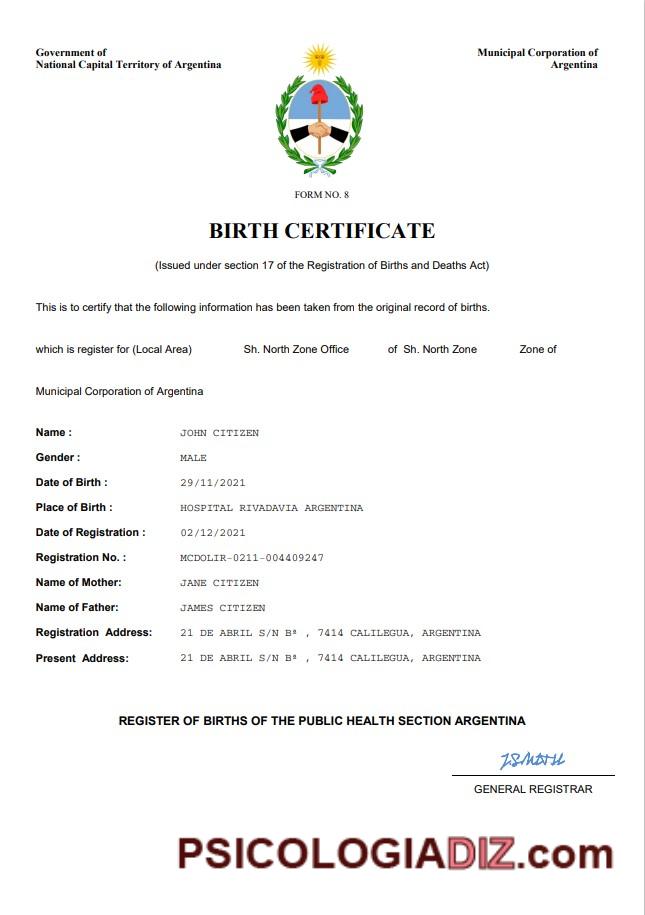 Government of
National Capital Territory of Argentina
Municipal Corporation of
Argentina
FORM NO. 8
BIRTH CERTIFICATE
(Issued under section 17 of the Registration of Births and Deaths Act)
This is to certify that the following information has been taken from the original record of births.
which is register for (Local Area) Sh. North Zone Office of Sh. North Zone Zone of
Municipal Corporation of Argentina
Name : JOHN CITIZEN
Gender : MALE
Date of Birth : 29/11/2021
Place of Birth : HOSPITAL RIVADAVIA ARGENTINA
Date of Registration : 02/12/2021
Registration No. : MCDOLIR-0211-004409247
Name of Mother: JANE CITIZEN
Name of Father: JAMES CITIZEN
Registration Address: 21 DE ABRIL S/N Bª , 7414 CALILEGUA, ARGENTINA
Present Address: 21 DE ABRIL S/N Bª , 7414 CALILEGUA, ARGENTINA
REGISTER OF BIRTHS OF THE PUBLIC HEALTH SECTION ARGENTINA
GENERAL REGISTRAR
PSICOLOGIADIZ.com